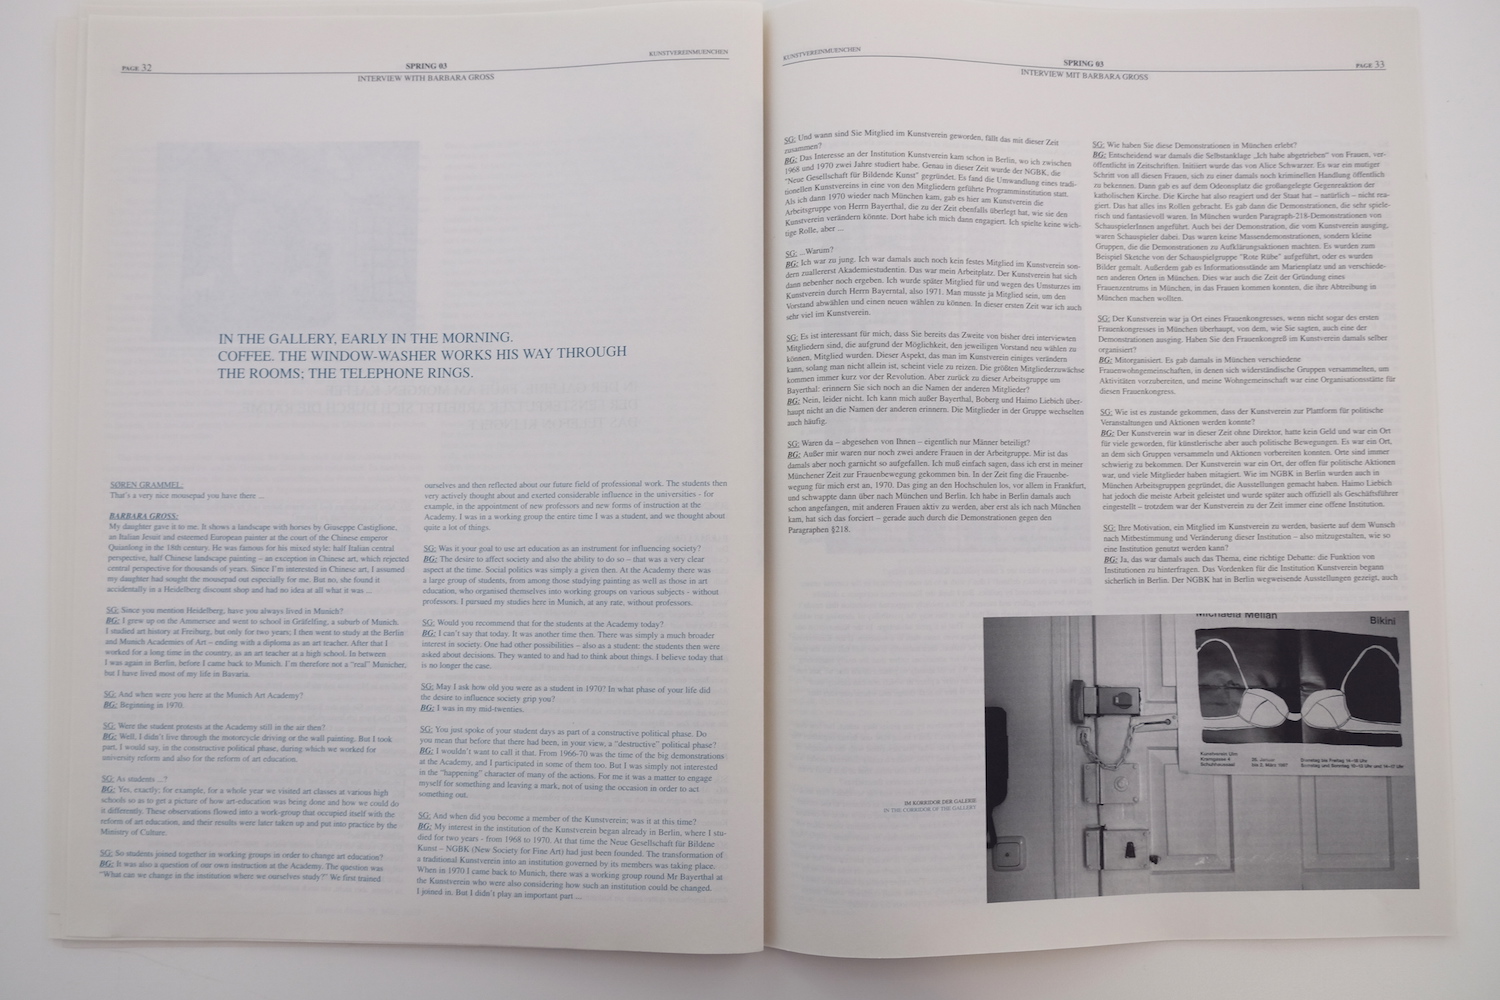 PAGE 32
SPRING 03
KUNSTVEREINMUENCHEN
INTERVIEW WITH BARBARA GROSS
IN THE GALLERY, EARLY IN THE MORNING.
COFFEE. THE WINDOW-WASHER WORKS HIS WAY THROUGH
THE ROOMS; THE TELEPHONE RINGS.
SØREN GRAMMEL:
That's a very nice mousepad you have there ...
BARBARA GROSS:
My daughter gave it to me. It shows a landscape with horses by Giuseppe Castiglione,
an Italian Jesuit and esteemed European painter at the court of the Chinese emperor
Quianlong in the 18th century. He was famous for his mixed style: half Italian central
perspective, half Chinese landscape painting – an exception in Chinese art, which rejected
central perspective for thousands of years. Since I'm interested in Chinese art, I assumed
my daughter had sought the mousepad out especially for me. But no, she found it
accidentally in a Heidelberg discount shop and had no idea at all what it was ...
SG: Since you mention Heidelberg, have you always lived in Munich?
BG: I grew up on the Ammersee and went to school in Gräfelfing, a suburb of Munich.
I studied art history at Freiburg, but only for two years; I then went to study at the Berlin
and Munich Academies of Art – ending with a diploma as an art teacher. After that I
worked for a long time in the country, as an art teacher at a high school. In between
I was again in Berlin, before I came back to Munich. I'm therefore not a "real" Municher,
but I have lived most of my life in Bavaria.
SG: And when were you here at the Munich Art Academy?
BG: Beginning in 1970.
SG: Were the student protests at the Academy still in the air then?
BG: Well, I didn't live through the motorcycle driving or the wall painting. But I took
part, I would say, in the constructive political phase, during which we worked for
university reform and also for the reform of art education.
SG: As students ...?
BG: Yes, exactly; for example, for a whole year we visited art classes at various high
schools so as to get a picture of how art-education was being done and how we could do
it differently. These observations flowed into a work-group that occupied itself with the
reform of art education, and their results were later taken up and put into practice by the
Ministry of Culture.
SG: So students joined together in working groups in order to change art education?
BG: It was also a question of our own instruction at the Academy. The question was
"What can we change in the institution where we ourselves study?" We first trained
ourselves and then reflected about our future field of professional work. The students then
very actively thought about and exerted considerable influence in the universities - for
example, in the appointment of new professors and new forms of instruction at the
Academy. I was in a working group the entire time I was a student, and we thought about
quite a lot of things.
SG: Was it your goal to use art education as an instrument for influencing society?
BG: The desire to affect society and also the ability to do so – that was a very clear
aspect at the time. Social politics was simply a given then. At the Academy there was
a large group of students, from among those studying painting as well as those in art
education, who organised themselves into working groups on various subjects - without
professors. I pursued my studies here in Munich, at any rate, without professors.
SG: Would you recommend that for the students at the Academy today?
BG: I can't say that today. It was another time then. There was simply a much broader
interest in society. One had other possibilities – also as a student; the students then were
asked about decisions. They wanted to and had to think about things. I believe today that
is no longer the case.
SG: May I ask how old you were as a student in 1970? In what phase of your life did
the desire to influence society grip you?
BG: I was in my mid-twenties.
SG: You just spoke of your student days as part of a constructive political phase. Do
you mean that before that there had been, in your view, a "destructive" political phase?
BG: I wouldn't want to call it that. From 1966-70 was the time of the big demonstrations
at the Academy, and I participated in some of them too. But I was simply not interested
in the "happening" character of many of the actions. For me it was a matter to engage
myself for something and leaving a mark, not of using the occasion in order to act
something out.
SG: And when did you become a member of the Kunstverein; was it at this time?
BG: My interest in the institution of the Kunstverein began already in Berlin, where I stu-
died for two years - from 1968 to 1970. At that time the Neue Gesellschaft für Bildene
Kunst – NGBK (New Society for Fine Art) had just been founded. The transformation of
a traditional Kunstverein into an institution governed by its members was taking place.
When in 1970 I came back to Munich, there was a working group round Mr Bayerthal at
the Kunstverein who were also considering how such an institution could be changed.
I joined in. But I didn't play an important part ...
KUNSTVEREINMUENCHEN
SPRING 03
PAGE 33
INTERVIEW MIT BARBARA GROSS
SG: Und wann sind Sie Mitglied im Kunstverein geworden, fällt das mit dieser Zeit
zusammen?
BG: Das Interesse an der Institution Kunstverein kam schon in Berlin, wo ich zwischen
1968 und 1970 zwei Jahre studiert habe. Genau in dieser Zeit wurde der NGBK, die
"Neue Gesellschaft für Bildende Kunst" gegründet. Es fand die Umwandlung eines tradi-
tionellen Kunstvereins in eine von den Mitgliedern geführte Programminstitution statt.
Als ich dann 1970 wieder nach München kam, gab es hier am Kunstverein die
Arbeitsgruppe von Herrn Bayerthal, die zu der Zeit ebenfalls überlegt hat, wie sie den
Kunstverein verändern könnte. Dort habe ich mich dann engagiert. Ich spielte keine wich-
tige Rolle, aber ...
SG: ...Warum?
BG: Ich war zu jung. Ich war damals auch noch kein festes Mitglied im Kunstverein son-
dern zuallererst Akademiestudentin. Das war mein Arbeitplatz. Der Kunstverein hat sich
dann nebenher noch ergeben. Ich wurde später Mitglied für und wegen des Umsturzes im
Kunstverein durch Herrn Bayerntal, also 1971. Man musste ja Mitglied sein, um den
Vorstand abwählen und einen neuen wählen zu können. In dieser ersten Zeit war ich auch
sehr viel im Kunstverein.
SG: Es ist interessant für mich, dass Sie bereits das Zweite von bisher drei interviewten
Mitgliedern sind, die aufgrund der Möglichkeit, den jeweiligen Vorstand neu wählen zu
können, Mitglied wurden. Dieser Aspekt, das man im Kunstverein einiges verändern
kann, solang man nicht allein ist, scheint viele zu reizen. Die größten Mitgliederzuwächse
kommen immer kurz vor der Revolution. Aber zurück zu dieser Arbeitsgruppe um
Bayerthal: erinnern Sie sich noch an die Namen der anderen Mitglieder?
BG: Nein, leider nicht. Ich kann mich außer Bayerthal, Boberg und Haimo Liebich über-
haupt nicht an die Namen der anderen erinnern. Die Mitglieder in der Gruppe wechselten
auch häufig.
SG: Waren da – abgesehen von Ihnen – eigentlich nur Männer beteiligt?
BG: Außer mir waren nur noch zwei andere Frauen in der Arbeitgruppe. Mir ist das
damals aber noch garnicht so aufgefallen. Ich muß einfach sagen, dass ich erst in meiner
Münchener Zeit zur Frauenbewegung gekommen bin. In der Zeit fing die Frauenbe-
wegung für mich erst an, 1970. Das ging an den Hochschulen los, vor allem in Frankfurt,
und schwappte dann über nach München und Berlin. Ich habe in Berlin damals auch
schon angefangen, mit anderen Frauen aktiv zu werden, aber erst als ich nach München
kam, hat sich das forciert – gerade auch durch die Demonstrationen gegen den
Paragraphen §218.
SG: Wie haben Sie diese Demonstrationen in München erlebt?
BG: Entscheidend war damals die Selbstanklage „Ich habe abgetrieben" von Frauen, ver-
öffentlicht in Zeitschriften. Initiiert wurde das von Alice Schwarzer. Es war ein mutiger
Schritt von all diesen Frauen, sich zu einer damals noch kriminellen Handlung öffentlich
zu bekennen. Dann gab es auf dem Odeonsplatz die großangelegte Gegenreaktion der
katholischen Kirche. Die Kirche hat also reagiert und der Staat hat – natürlich – nicht rea-
giert. Das hat alles ins Rollen gebracht. Es gab dann die Demonstrationen, die sehr spiele-
risch und fantasievoll waren. In München wurden Paragraph-218-Demonstrationen von
SchauspielerInnen angeführt. Auch bei der Demonstration, die vom Kunstverein ausging,
waren Schauspieler dabei. Das waren keine Massendemonstrationen, sondern kleine
Gruppen, die die Demonstrationen zu Aufklärungsaktionen machten. Es wurden zum
Beispiel Sketche von der Schauspielgruppe "Rote Rübe" aufgeführt, oder es wurden
Bilder gemalt. Außerdem gab es Informationsstände am Marienplatz und an verschiede-
nen anderen Orten in München. Dies war auch die Zeit der Gründung eines
Frauenzentrums in München, in das Frauen kommen konnten, die ihre Abtreibung in
München machen wollten.
SG: Der Kunstverein war ja Ort eines Frauenkongresses, wenn nicht sogar des ersten
Frauenkongresses in München überhaupt, von dem, wie Sie sagten, auch eine der
Demonstrationen ausging. Haben Sie den Frauenkongreß im Kunstverein damals selber
organisiert?
BG: Mitorganisiert. Es gab damals in München verschiedene
Frauenwohngemeinschaften, in denen sich widerständische Gruppen versammelten, um
Aktivitäten vorzubereiten, und meine Wohngemeinschaft war eine Organisationsstätte für
diesen Frauenkongress.
SG: Wie ist es zustande gekommen, dass der Kunstverein zur Plattform für politische
Veranstaltungen und Aktionen werden konnte?
BG: Der Kunstverein war in dieser Zeit ohne Direktor, hatte kein Geld und war ein Ort
für viele geworden, für künstlerische aber auch politische Bewegungen. Es war ein Ort,
an dem sich Gruppen versammeln und Aktionen vorbereiten konnten. Orte sind immer
schwierig zu bekommen. Der Kunstverein war ein Ort, der offen für politische Aktionen
war, und viele Mitglieder haben mitagiert. Wie im NGBK in Berlin wurden auch in
München Arbeitsgruppen gegründet, die Ausstellungen gemacht haben. Haimo Liebich
hat jedoch die meiste Arbeit geleistet und wurde später auch offiziell als Geschäftsführer
eingestellt – trotzdem war der Kunstverein zu der Zeit immer eine offene Institution.
SG: Ihre Motivation, ein Mitglied im Kunstverein zu werden, basierte auf dem Wunsch
nach Mitbestimmung und Veränderung dieser Institution – also mitzugestalten, wie so
eine Institution genutzt werden kann?
BG: Ja, das war damals auch das Thema, eine richtige Debatte: die Funktion von
Institutionen zu hinterfragen. Das Vordenken für die Institution Kunstverein begann
sicherlich in Berlin. Der NGBK hat in Berlin wegweisende Ausstellungen gezeigt, auch
IM KORRIDOR DER GALERIE
IN THE CORRIDOR OF THE GALLERY
Michaela Melian
Bikini
Kunstverein Ulm
Kramgasse 4
Schuhhaussaal
26. Januar
bis 2. März 1997
Dienstag bis Freitag 14–18 Uhr